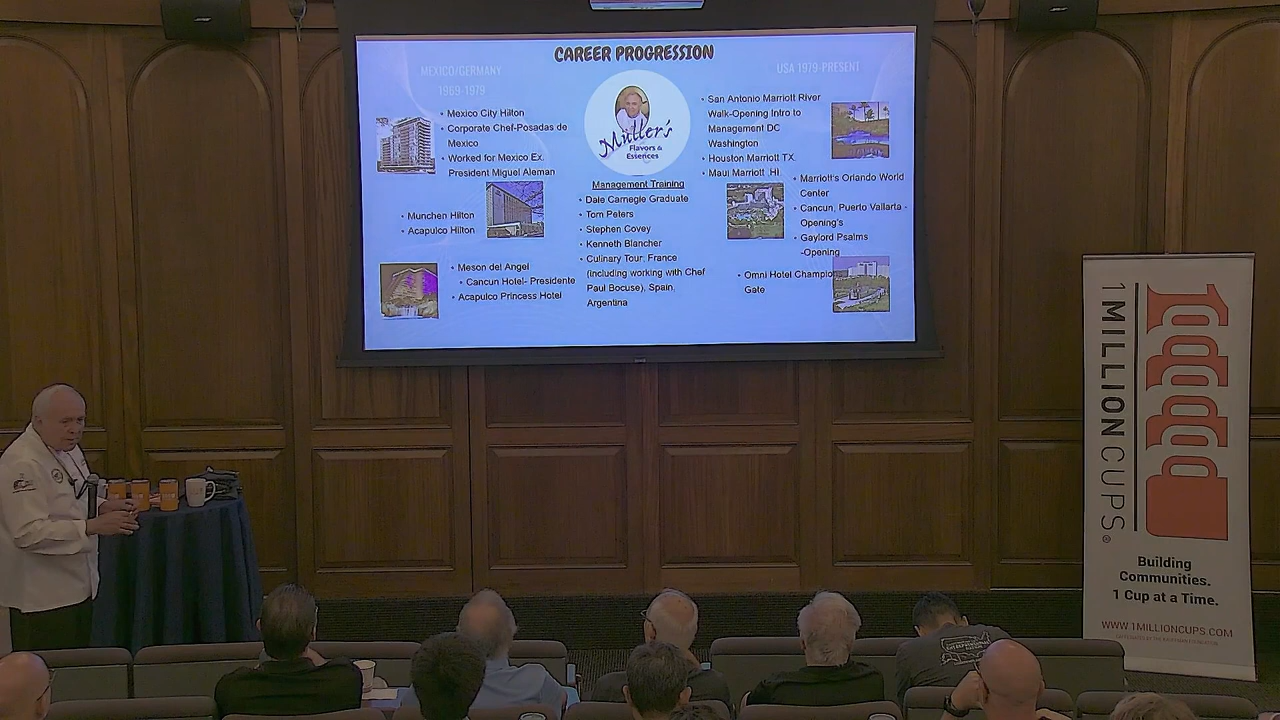 CAREER PROGRESSION
MEXICO/GERMANY
1969-1979
• Mexico City Hilton
• Corporate Chef-Posadas de
Mexico
• Worked for Mexico Ex.
President Miguel Aleman
• Munchen Hilton
• Acapulco Hilton
• Meson del Angel
• Cancun Hotel- Presidente
• Acapulco Princess Hotel
Müller's
Flavors &
Essences
Management Training
• Dale Carnegie Graduate
• Tom Peters
• Stephen Covey
• Kenneth Blancher
• Culinary Tour, France
(including working with Chef
Paul Bocuse), Spain,
Argentina
USA 1979-PRESENT
• San Antonio Marriott River
Walk-Opening Intro to
Management DC
Washington
• Houston Marriott TX.
• Maui Marriott HI
• Marriott's Orlando World
Center
• Cancun, Puerto Vallarta -
Opening's
• Gaylord Psalms
-Opening
• Omni Hotel Champio
Gate
1MILLIONCUPS®
Building
Communities.
1 Cup at a Time.
WWW.1MILLIONCUPS.COM